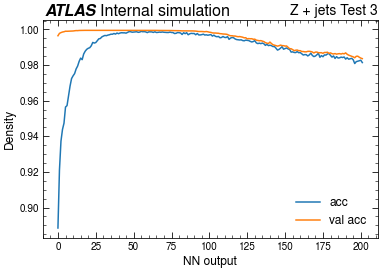 ATLAS Internal simulation
Z + jets Test 3
Density
1.00
0.98
0.96
0.94
0.92
0.90
0
25
50
75
100
125
150
175
200
NN output
acc
val acc